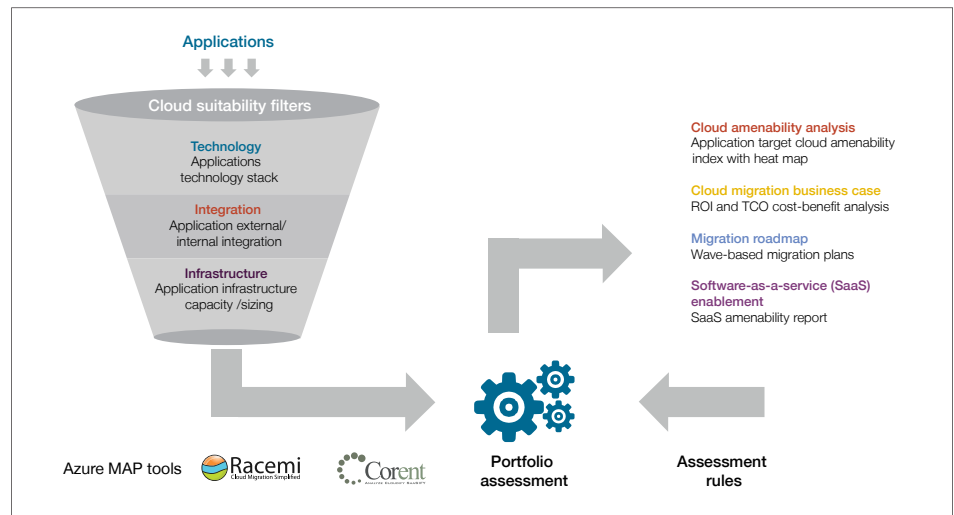 Applications
Cloud suitability filters
Technology
Applications
technology stack
Integration
Application external/
internal integration
Infrastructure
Application infrastructure
capacity /sizing
Cloud amenability analysis
Application target cloud amenability
index with heat map
Cloud migration business case
ROI and TCO cost-benefit analysis
Migration roadmap
Wave-based migration plans
Software-as-a-service (SaaS)
enablement
SaaS amenability report
Azure MAP tools
Racemi
Cloud Migration Simplified
Corent
Portfolio
assessment
Assessment
rules